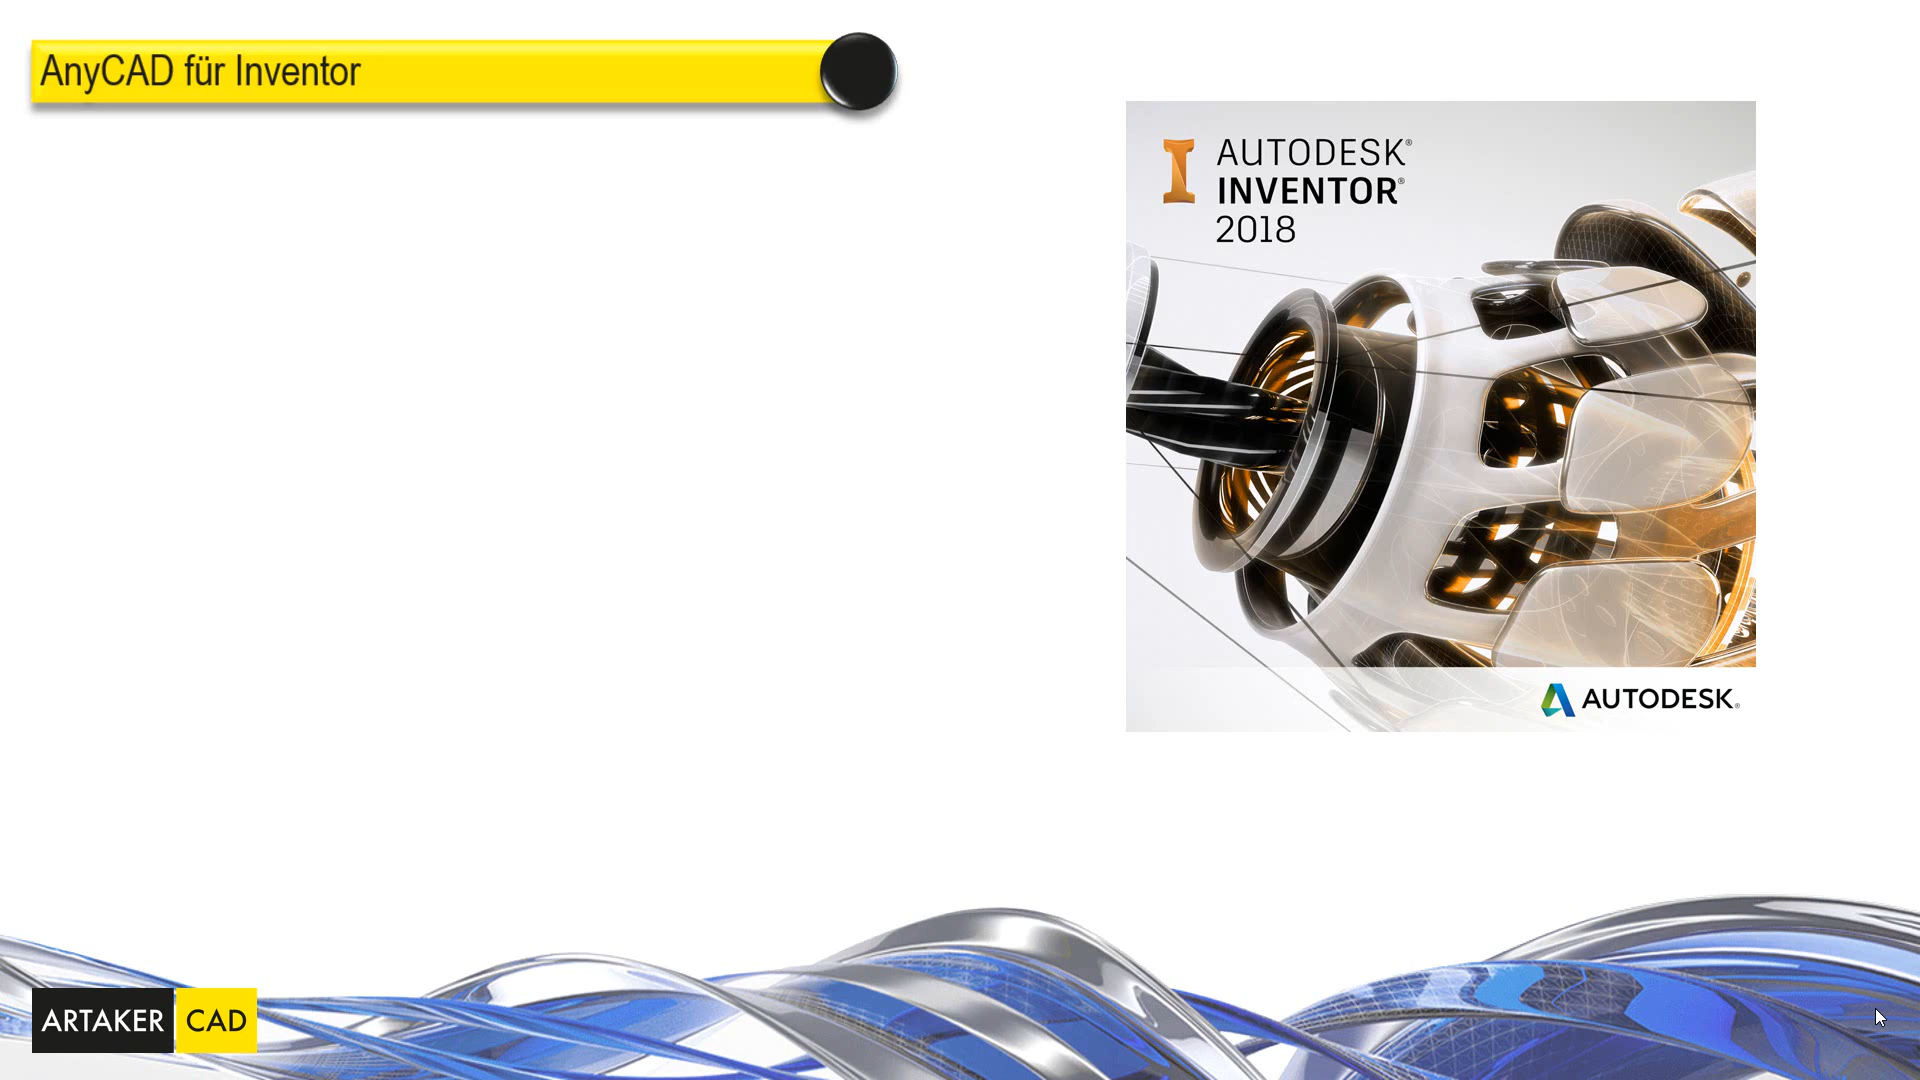 AnyCAD für Inventor
AUTODESK®
INVENTOR®
2018
AUTODESK®
ARTAKER CAD